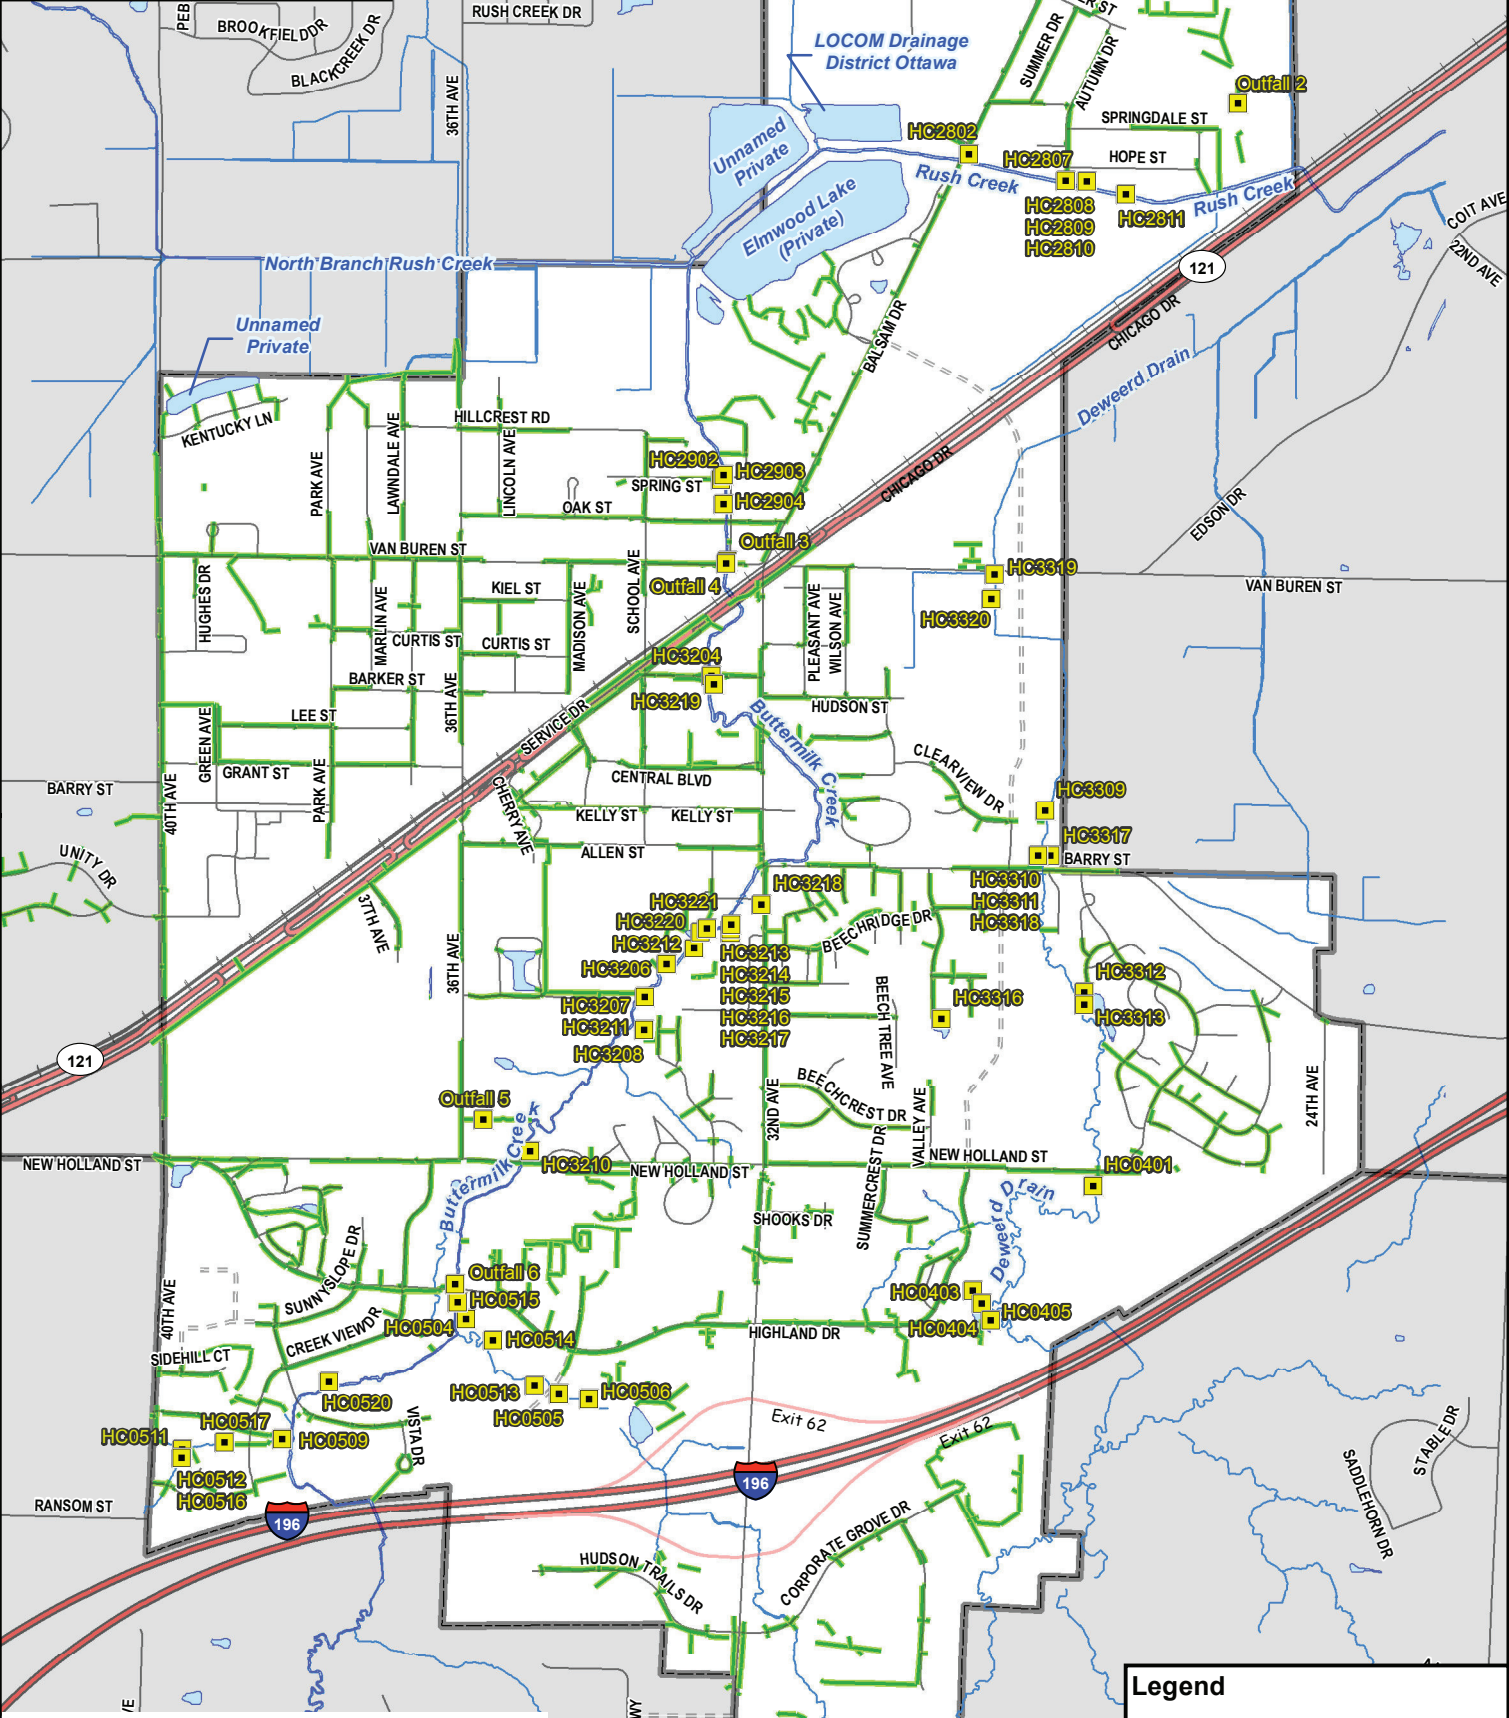 PEB
BROOKFIELD DR
BLACKCREEK DR
RUSH CREEK DR
36TH AVE
LOCOM Drainage
District Ottawa
SUMMER DR
ER ST
AUTUMN DR
Outfall 2
SPRINGDALE ST
HOPE ST
HC2802
HC2807
HC2808
HC2809
HC2810
HC2811
Rush Creek
Rush Creek
Unnamed
Private
Elmwood Lake
(Private)
COIT AVE
22ND AVE
North Branch Rush Creek
121
CHICAGO DR
Unnamed
Private
BALSAM DR
Deweerd Drain
KENTUCKY LN
HILLCREST RD
PARK AVE
LAWNDALE AVE
LINCOLN AVE
HC2902
HC2903
SPRING ST
HC2904
OAK ST
CHICAGO DR
EDSON DR
VAN BUREN ST
Outfall 3
Outfall 4
HC3319
HC3320
VAN BUREN ST
HUGHES DR
MARLIN AVE
KIEL ST
CURTIS ST
CURTIS ST
MADISON AVE
SCHOOL AVE
PLEASANT AVE
WILSON AVE
BARKER ST
HC3204
HC3219
36TH AVE
LEE ST
GREEN AVE
SERVICE DR
HUDSON ST
Buttermilk Creek
CLEARVIEW DR
GRANT ST
PARK AVE
CENTRAL BLVD
BARRY ST
40TH AVE
CHERRY AVE
KELLY ST
KELLY ST
ALLEN ST
HC3309
HC3317
BARRY ST
HC3310
HC3311
HC3318
UNITY DR
37TH AVE
HC3218
HC3221
HC3220
HC3212
HC3206
BEECHRIDGE DR
HC3213
HC3214
HC3215
HC3216
HC3217
36TH AVE
HC3207
HC3211
HC3208
BEECH TREE AVE
HC3316
HC3312
HC3313
121
Outfall 5
32ND AVE
BEECHCREST DR
VALLEY AVE
24TH AVE
NEW HOLLAND ST
HC3210
NEW HOLLAND ST
NEW HOLLAND ST
HC0401
Buttermilk Creek
SUMMERCREST DR
SHOOKS DR
Deweerd Drain
SUNNYSLOPE DR
Outfall 6
HC0515
HC0504
HC0514
40TH AVE
HC0403
HC0404
HC0405
HIGHLAND DR
CREEK VIEW DR
SIDEHILL CT
HC0520
HC0513
HC0505
HC0506
HC0511
HC0517
HC0509
VISTA DR
HC0512
HC0516
Exit 62
Exit 62
STABLE DR
SADDLEHORN DR
RANSOM ST
196
196
HUDSON TRAILS DR
CORPORATE GROVE DR
VE
WY
Legend